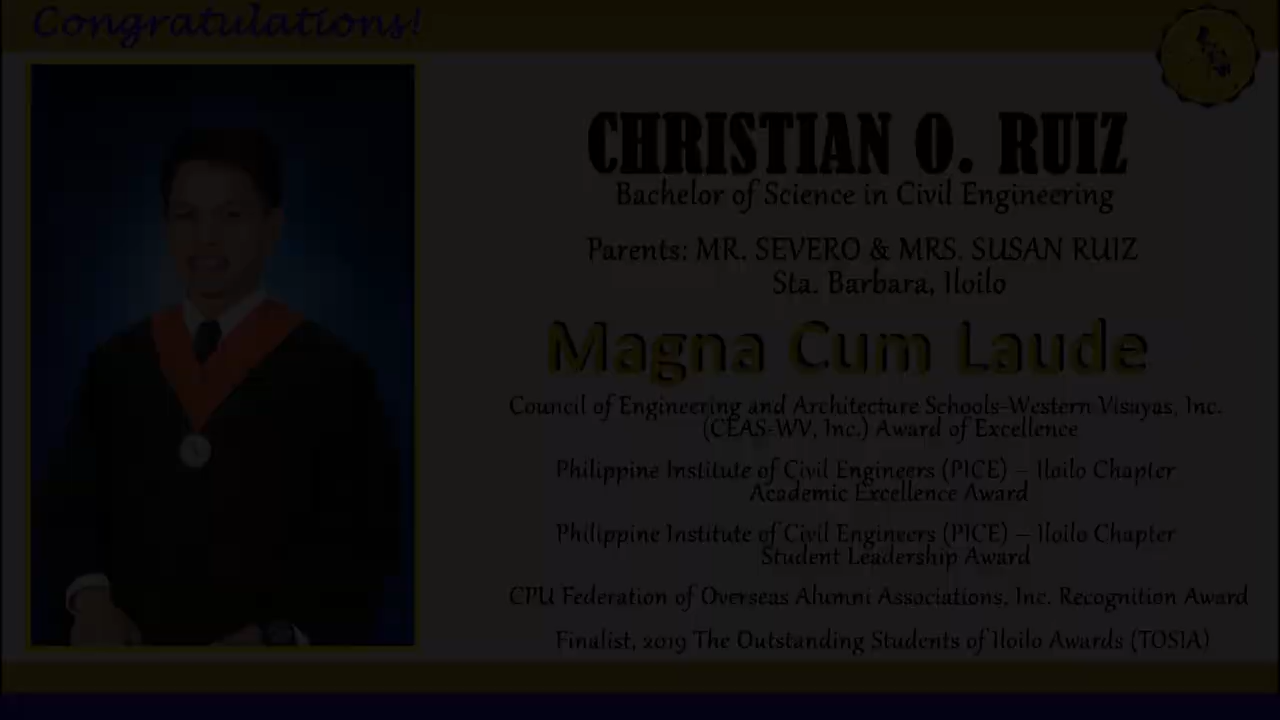 Congratulations!
CHRISTIAN O. RUIZ
Bachelor of Science in Civil Engineering
Parents: MR. SEVERO & MRS. SUSAN RUIZ
Sta. Barbara, Iloilo
Magna Cum Laude
Council of Engineering and Architecture Schools-Western Visayas, Inc.
(CEAS-WV, Inc.) Award of Excellence
Philippine Institute of Civil Engineers (PICE) – Iloilo Chapter
Academic Excellence Award
Philippine Institute of Civil Engineers (PICE) – Iloilo Chapter
Student Leadership Award
CPU Federation of Overseas Alumni Associations, Inc. Recognition Award
Finalist, 2019 The Outstanding Students of Iloilo Awards (TOSIA)